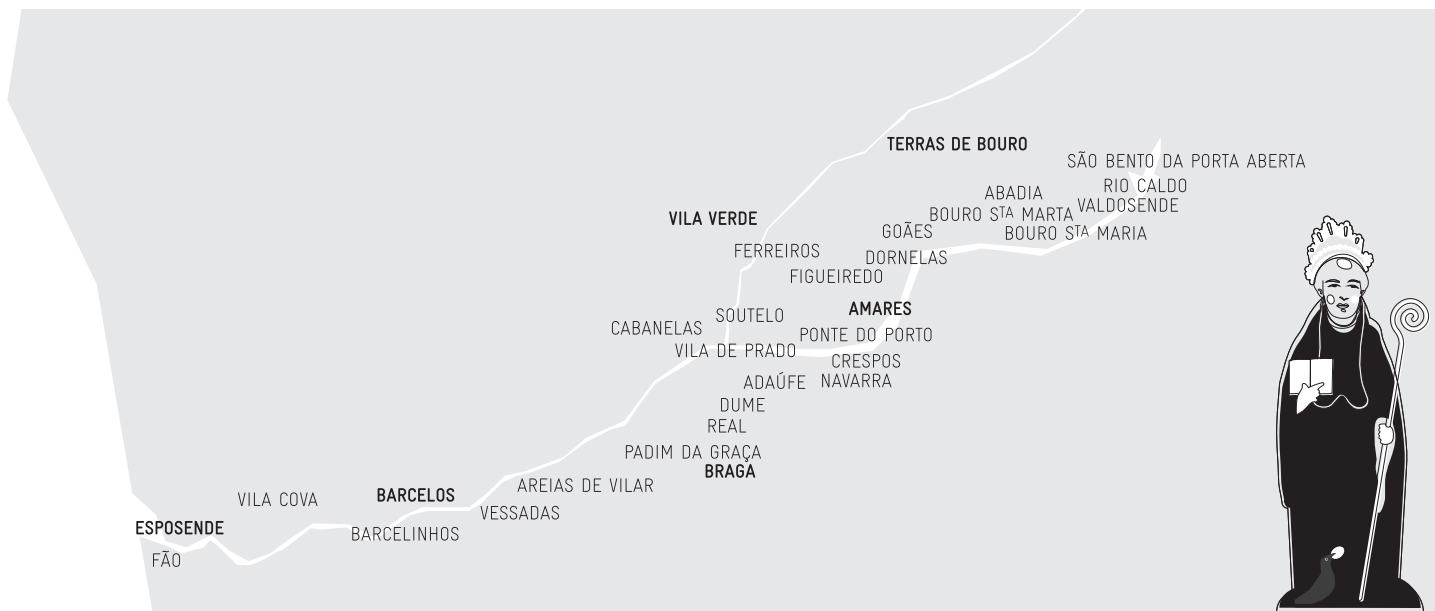 TERRAS DE BOURO
SÃO BENTO DA PORTA ABERTA
RIO CALDO
ABADIA
VALDOSENDE
BOURO STA MARTA
VILA VERDE
GOÃES
BOURO STA MARIA
FERREIROS
DORNELAS
FIGUEIREDO
AMARES
SOUTELO
CABANELAS
PONTE DO PORTO
VILA DE PRADO
CRESPOS
ADAÚFE
NAVARRA
DUME
REAL
PADIM DA GRAÇA
BRAGA
AREIAS DE VILAR
BARCELOS
VILA COVA
VESSADAS
ESPOSENDE
BARCELINHOS
FÃO